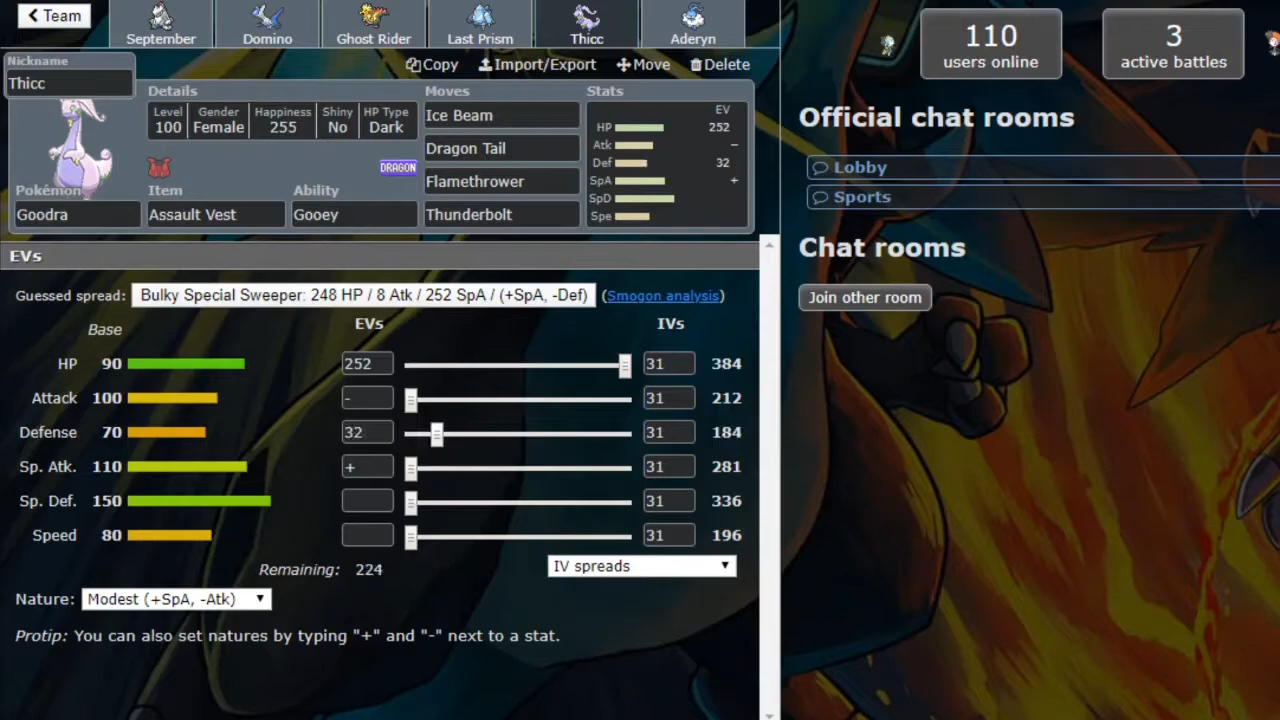 Team
September
Domino
Ghost Rider
Last Prism
Thicc
Aderyn
Copy
Import/Export
Move
Delete
Nickname
Thicc
Details
Level
100
Gender
Female
Happiness
255
Shiny
No
HP Type
Dark
DRAGON
Pokémon
Goodra
Item
Assault Vest
Ability
Gooey
Moves
Ice Beam
Dragon Tail
Flamethrower
Thunderbolt
Stats
EV
HP 252
Atk −
Def 32
SpA +
SpD
Spe
EVs
Guessed spread: Bulky Special Sweeper: 248 HP / 8 Atk / 252 SpA / (+SpA, -Def) (Smogon analysis)
Base EVs IVs
HP 90 252 31 384
Attack 100 - 31 212
Defense 70 32 31 184
Sp. Atk. 110 + 31 281
Sp. Def. 150 31 336
Speed 80 31 196
Remaining: 224
IV spreads
Nature: Modest (+SpA, -Atk)
Protip: You can also set natures by typing "+" and "-" next to a stat.
110
users online
3
active battles
Official chat rooms
Lobby
Sports
Chat rooms
Join other room